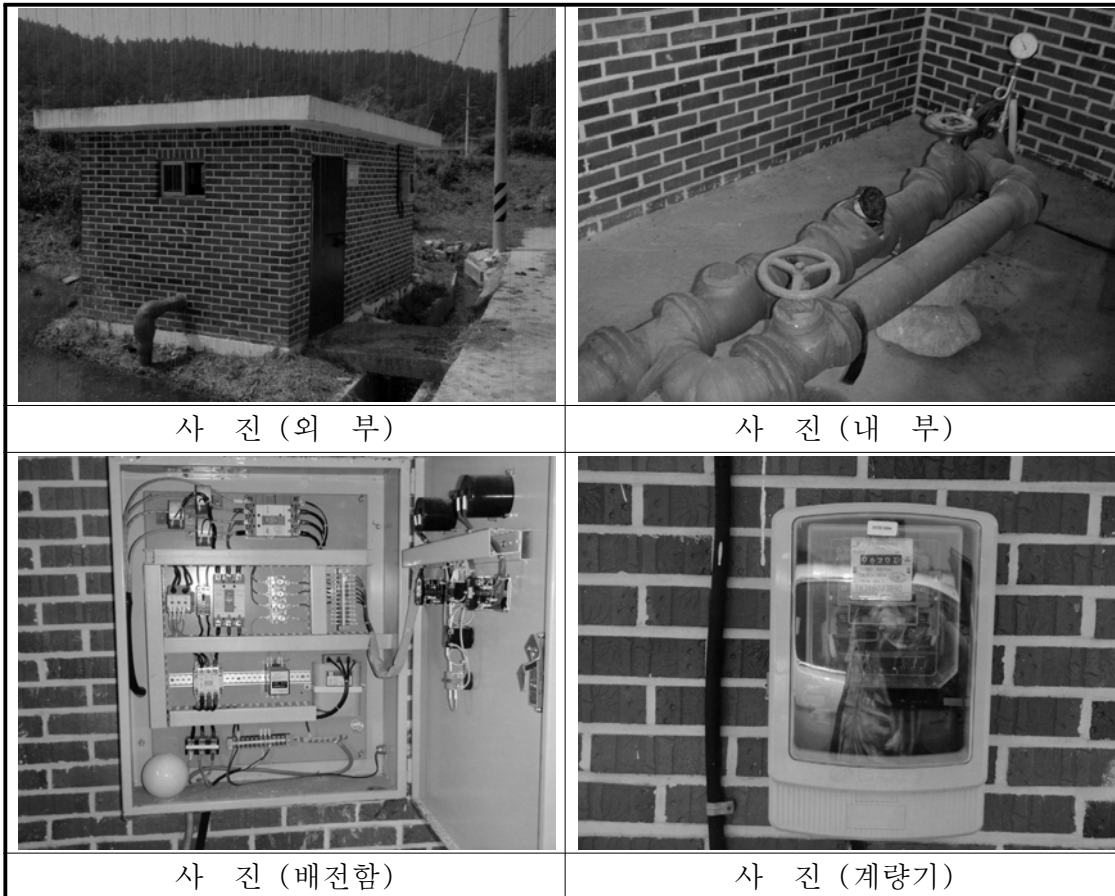 사 진 (외 부)
사 진 (내 부)
사 진 (배전함)
사 진 (계량기)